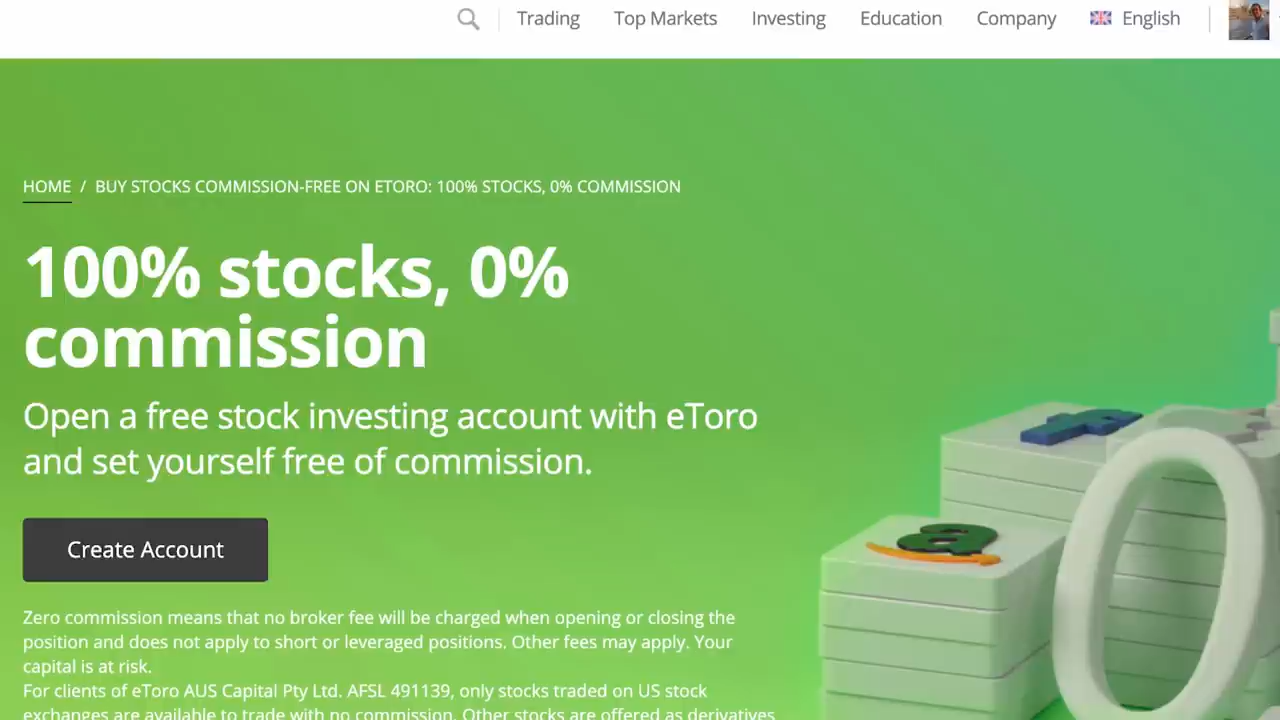 Trading Top Markets Investing Education Company English
HOME / BUY STOCKS COMMISSION-FREE ON ETORO: 100% STOCKS, 0% COMMISSION
100% stocks, 0%
commission
Open a free stock investing account with eToro
and set yourself free of commission.
Create Account
Zero commission means that no broker fee will be charged when opening or closing the
position and does not apply to short or leveraged positions. Other fees may apply. Your
capital is at risk.
For clients of eToro AUS Capital Pty Ltd. AFSL 491139, only stocks traded on US stock
exchanges are available to trade with no commission. Other stocks are offered as derivatives
f
a
0